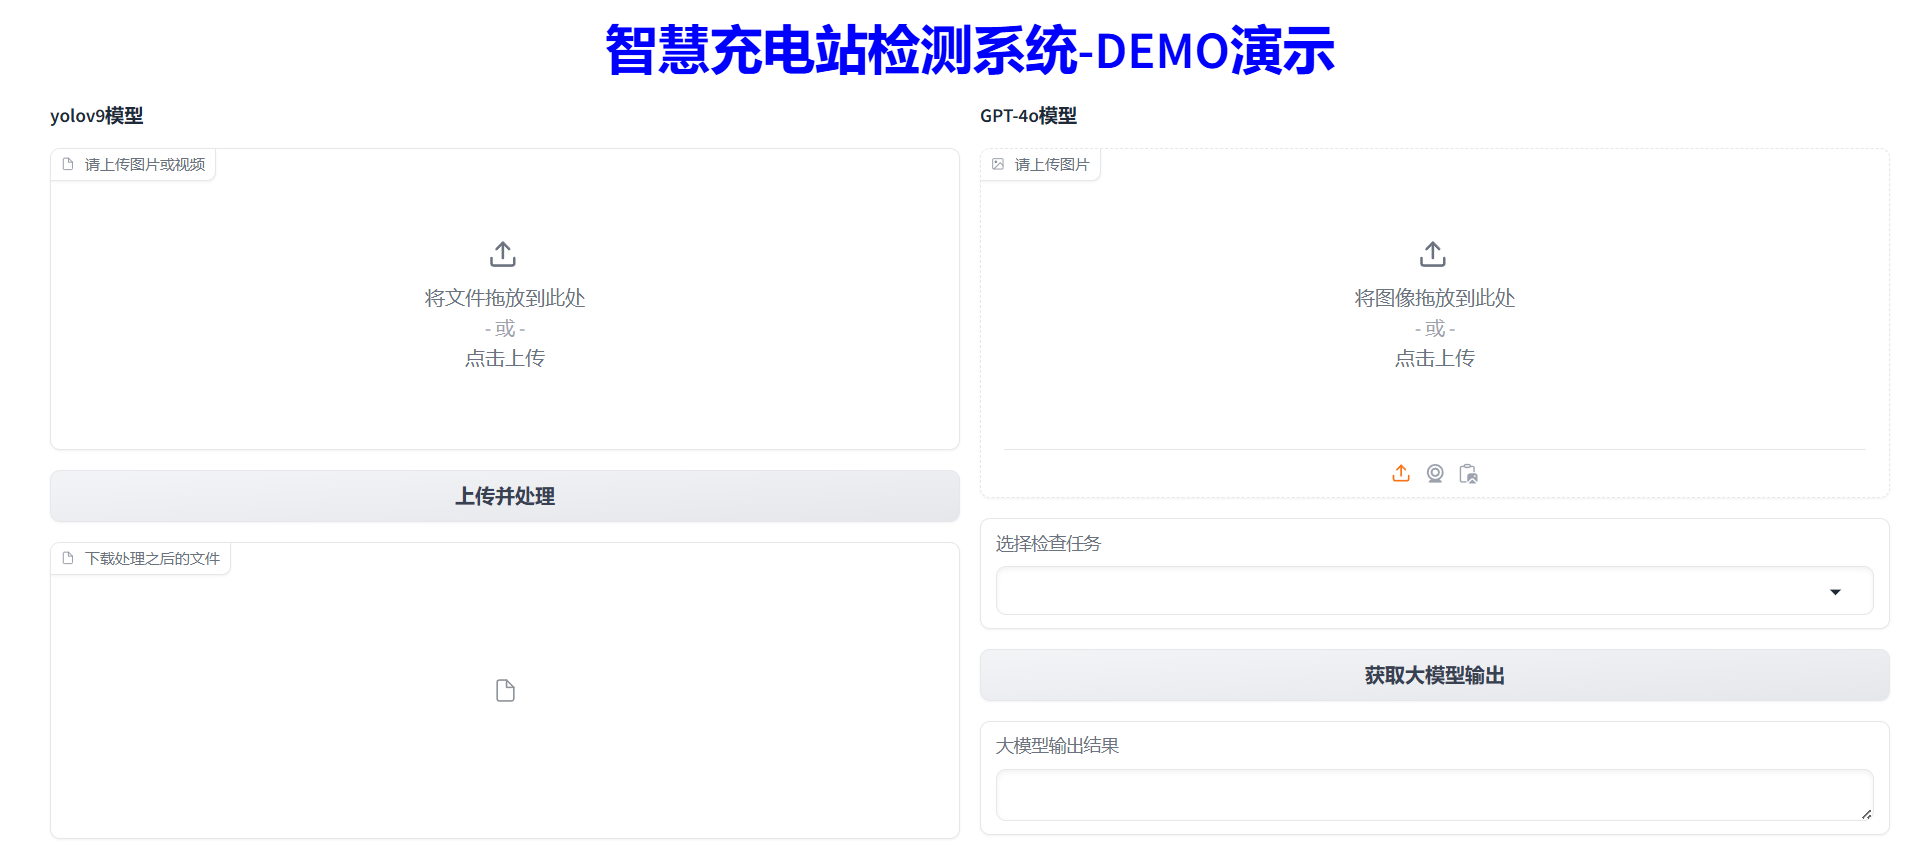 智慧充电站检测系统-DEMO演示
yolov9模型
请上传图片或视频
将文件拖放到此处
- 或 -
点击上传
上传并处理
下载处理之后的文件
GPT-4o模型
请上传图片
将图像拖放到此处
- 或 -
点击上传
选择检查任务
获取大模型输出
大模型输出结果